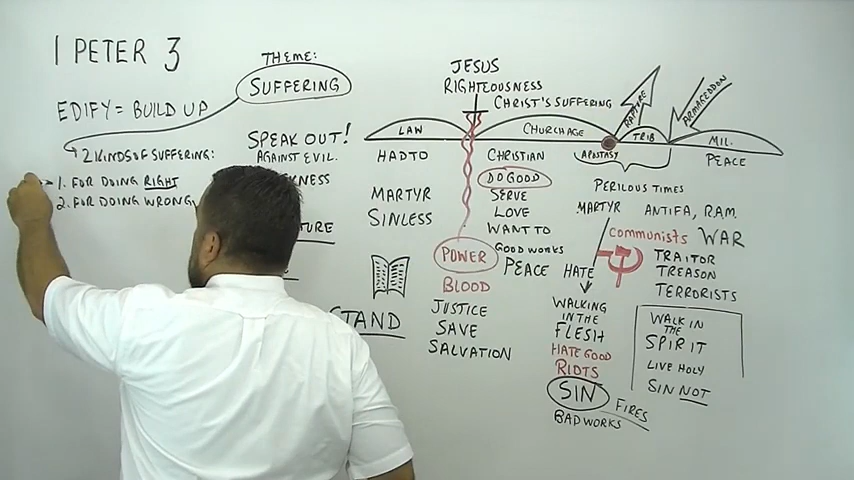 1 PETER 3
THEME:
SUFFERING
EDIFY = BUILD UP
2 KINDS OF SUFFERING:
1. FOR DOING RIGHT
2. FOR DOING WRONG
SPEAK OUT!
AGAINST EVIL.
STAND
JESUS
RIGHTEOUSNESS
CHRIST'S SUFFERING
LAW
CHURCHAGE
RAPTURE
TRIB
ARMAGEDDON
MIL.
PEACE
HAD TO
MARTYR
SINLESS
POWER
BLOOD
JUSTICE
SAVE
SALVATION
CHRISTIAN
DO GOOD
SERVE
LOVE
WANT TO
GOOD WORKS
PEACE
APOSTASY
PERILOUS TIMES
MARTYR
ANTIFA, R.A.M.
COMMUNISTS
WAR
TRAITOR
TREASON
TERRORISTS
HATE
WALKING
IN THE
FLESH
HATE GOOD
RIDTS
SIN
FIRES
BAD WORKS
WALK IN
THE
SPIRIT
LIVE HOLY
SIN NOT